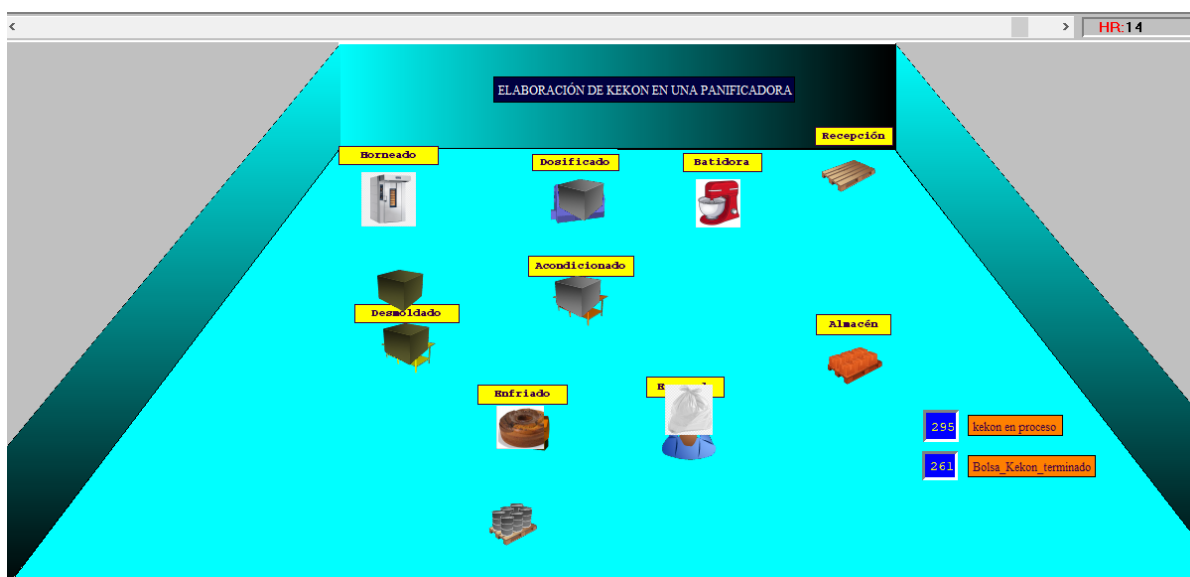 HR:14
ELABORACIÓN DE KEKON EN UNA PANIFICADORA
Recepción
Horneado
Dosificado
Batidora
Acondicionado
Desmoldado
Almacén
Enfriado
295 kekon en proceso
261 Bolsa_Kekon_terminado